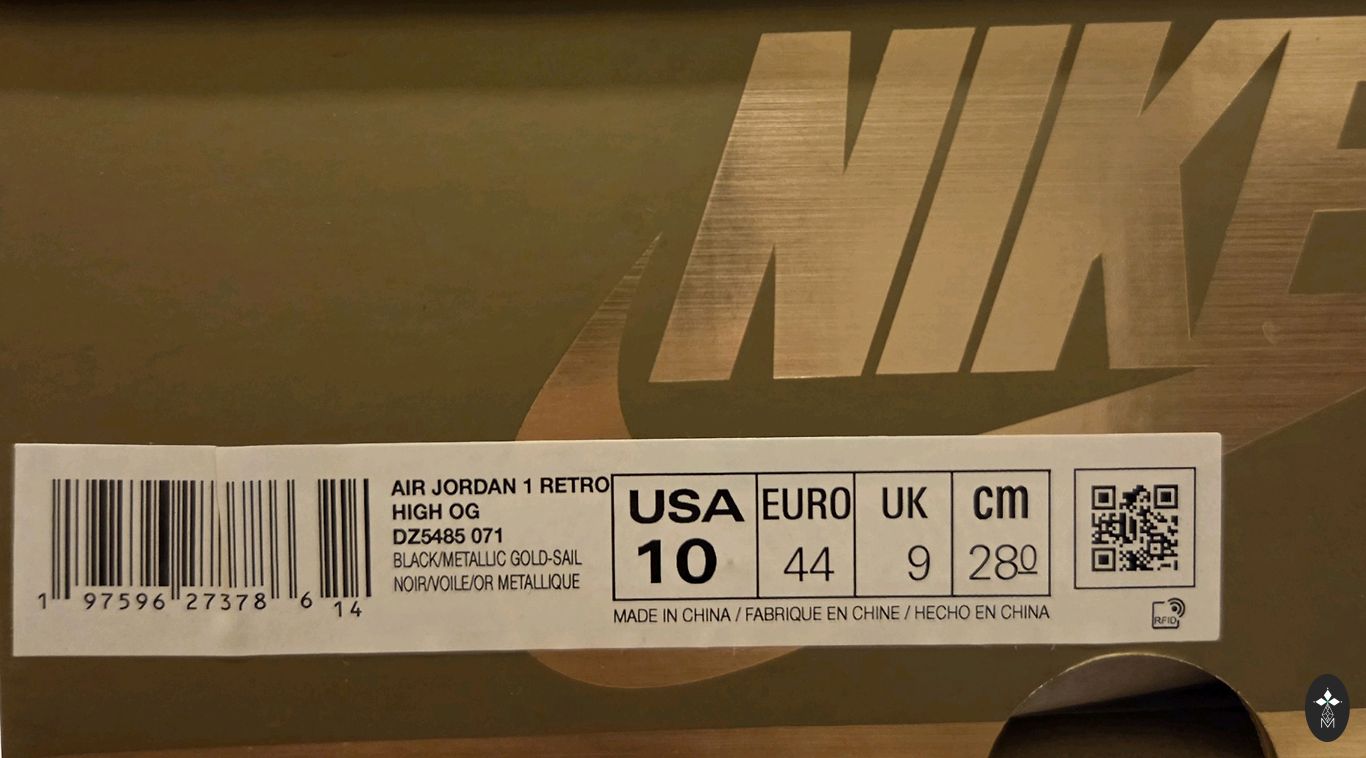 NIKE
AIR JORDAN 1 RETRO
HIGH OG
DZ5485 071
BLACK/METALLIC GOLD-SAIL
NOIR/VOILE/OR METALLIQUE
1 97596 27378 6 14
USA EURO UK cm
10 44 9 280
MADE IN CHINA / FABRIQUE EN CHINE / HECHO EN CHINA
RFID
M